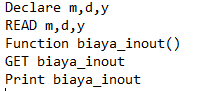 Declare m,d,y
READ m,d,y
Function biaya_inout()
GET biaya_inout
Print biaya_inout